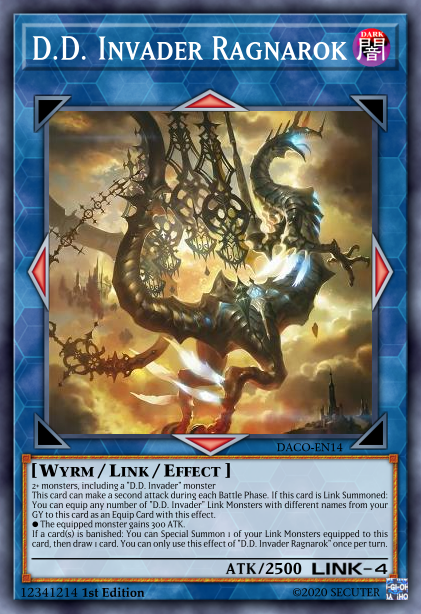 D.D. INVADER RAGNAROK
DARK
闇
DACO-EN14
[WYRM / LINK / EFFECT]
2+ monsters, including a "D.D. Invader" monster
This card can make a second attack during each Battle Phase. If this card is Link Summoned:
You can equip any number of "D.D. Invader" Link Monsters with different names from your
GY to this card as an Equip Card with this effect.
●The equipped monster gains 300 ATK.
If a card(s) is banished: You can Special Summon 1 of your Link Monsters equipped to this
card, then draw 1 card. You can only use this effect of "D.D. Invader Ragnarok" once per turn.
ATK/2500 LINK-4
12341214 1st Edition ©2020 SECUTER